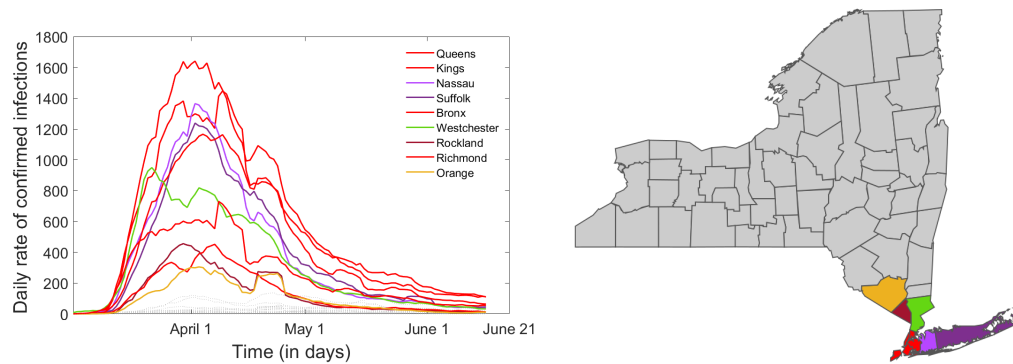 1800
1600
1400
1200
1000
800
600
400
200
0
Daily rate of confirmed infections
Queens
Kings
Nassau
Suffolk
Bronx
Westchester
Rockland
Richmond
Orange
April 1
May 1
June 1
June 21
Time (in days)